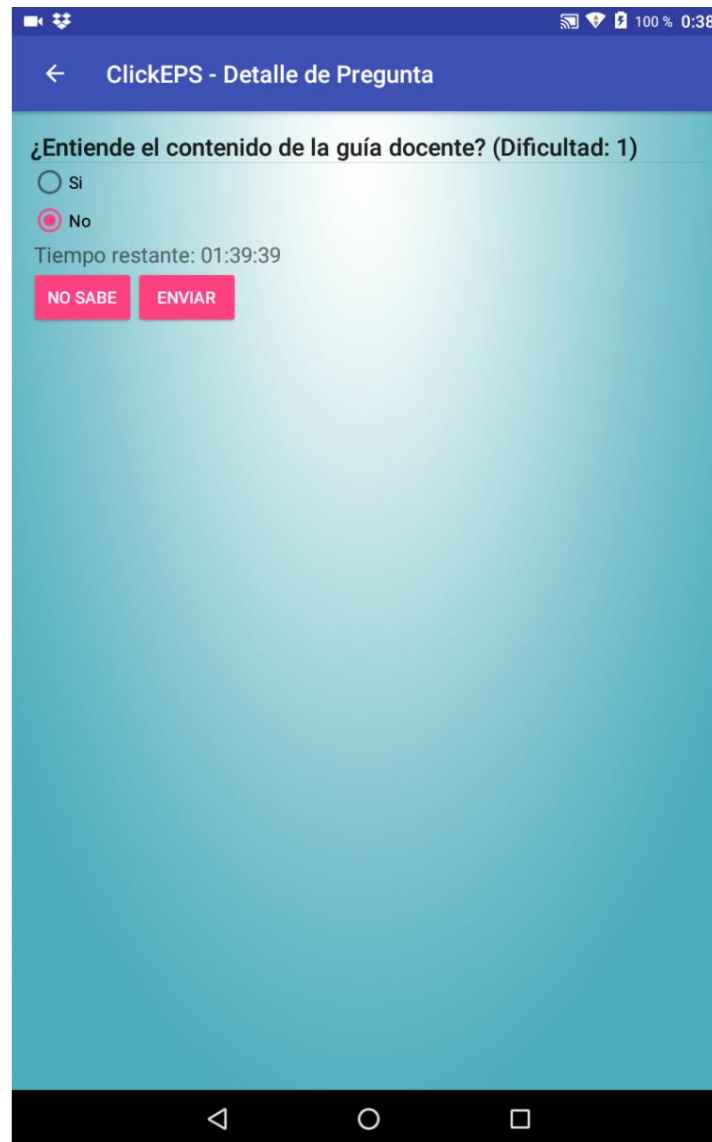 100 % 0:38
ClickEPS - Detalle de Pregunta
¿Entiende el contenido de la guía docente? (Dificultad: 1)
Si
No
Tiempo restante: 01:39:39
NO SABE ENVIAR